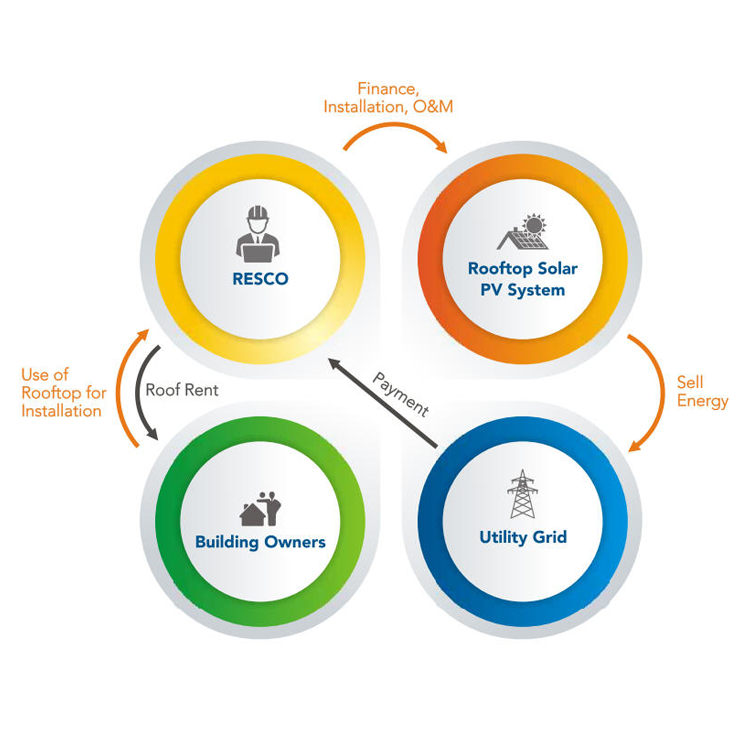 Finance,
Installation, O&M
RESCO
Rooftop Solar
PV System
Use of
Rooftop for
Installation
Roof Rent
Payment
Sell
Energy
Building Owners
Utility Grid